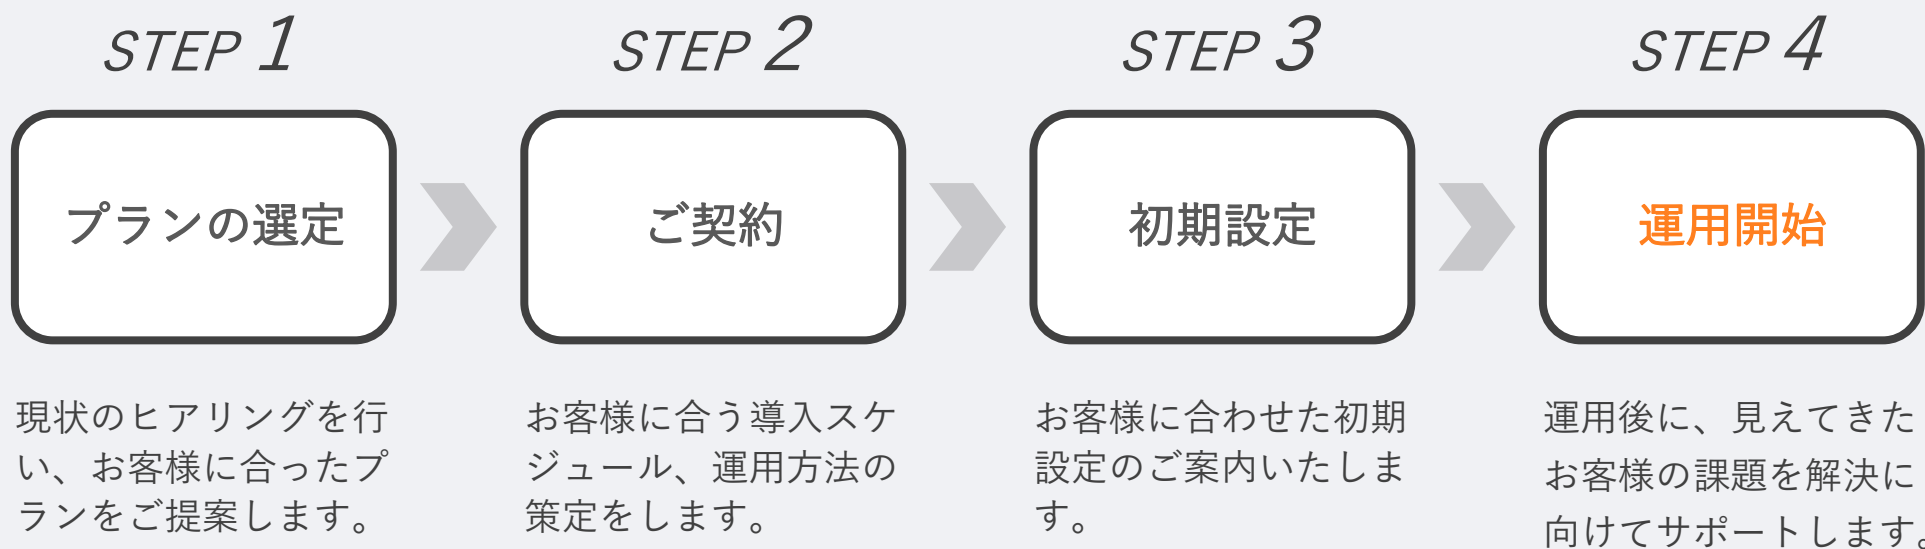 STEP 1
プランの選定
現状のヒアリングを行
い、お客様に合ったプ
ランをご提案します。
STEP 2
ご契約
お客様に合う導入スケ
ジュール、運用方法の
策定をします。
STEP 3
初期設定
お客様に合わせた初期
設定のご案内いたしま
す。
STEP 4
運用開始
運用後に、見えてきた
お客様の課題を解決に
向けてサポートします。